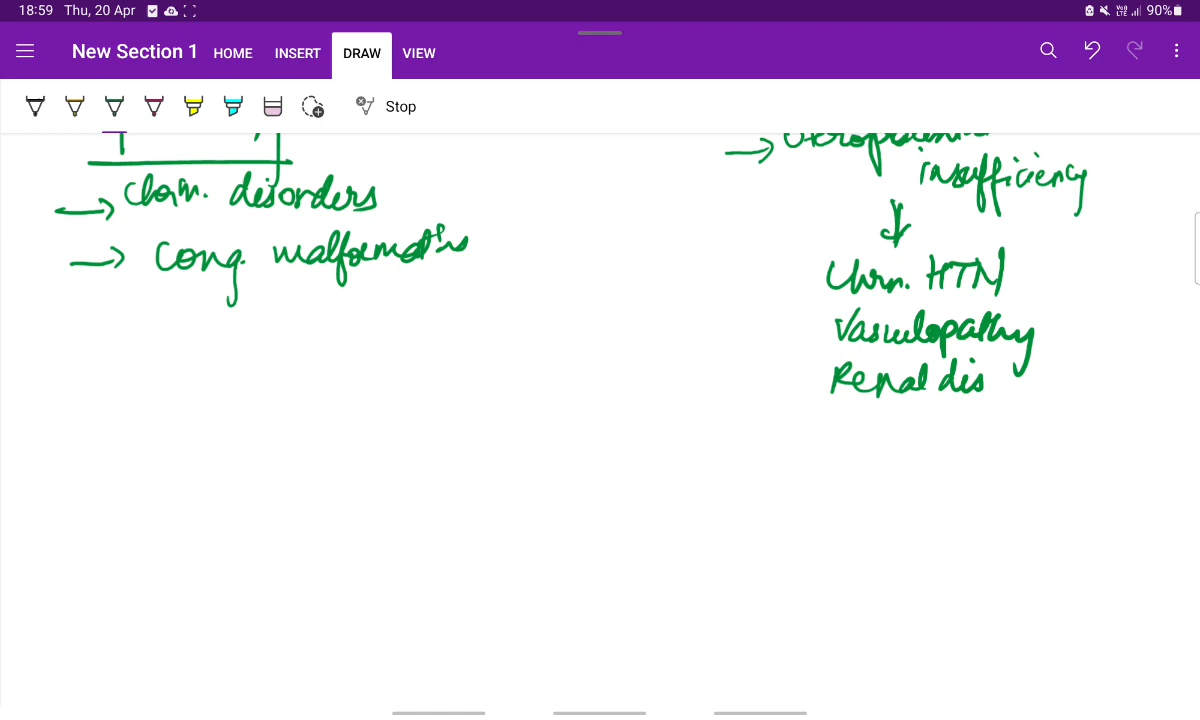 18:59 Thu, 20 Apr
90%
New Section 1 HOME INSERT DRAW VIEW
Stop
→ Chrom. disorders
→ Cong. malformatns
→
insufficiency
↓
Chrn. HTN
Vasculopathy
Renal dis